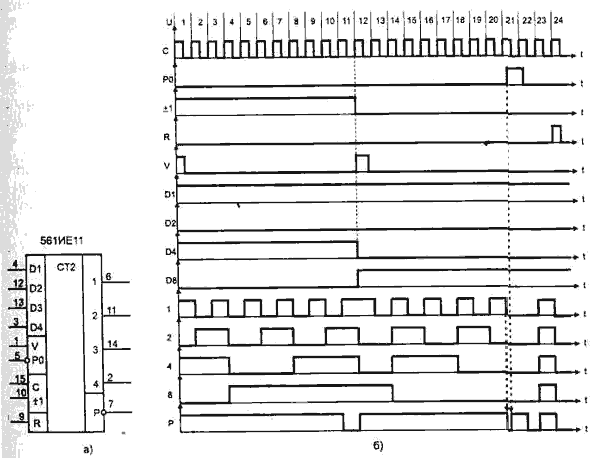 U 1 2 3 4 5 6 7 8 9 10 11 12 13 14 15 16 17 18 19 20 21 22 23 24
C t
P0 t
±1 t
R t
V t
D1 t
D2 t
D4 t
D8 t
1 t
2 t
4 t
8 t
P t
б)
561ИЕ11
CT2
4 D1
12 D2
13 D3
3 D4
1 V
5 P0
15 C
10 ±1
9 R
1 6
2 11
3 14
4 2
P 7
а)